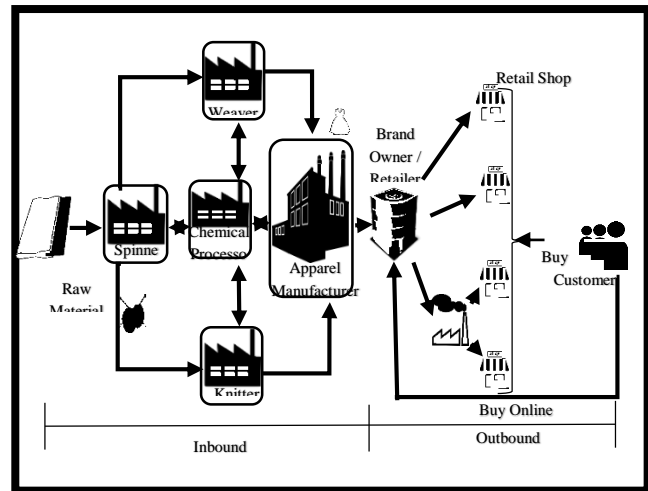 Retail Shop
Weaver
Brand
Owner /
Retailer
Chemical
Processo
Spinne
Apparel
Manufacturer
Buy
Customer
Raw
Material
Knitter
Buy Online
Inbound
Outbound